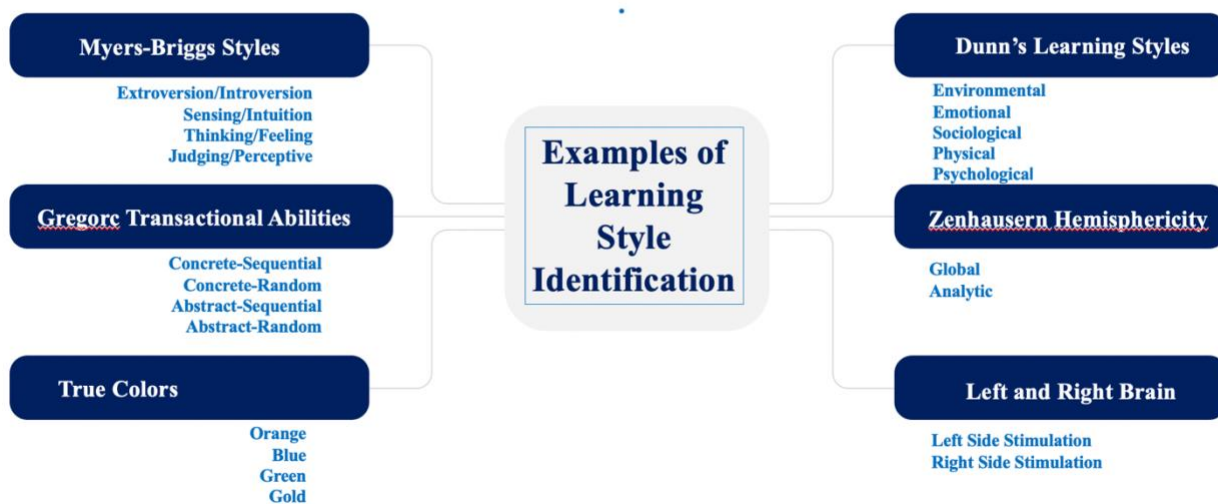 Myers-Briggs Styles
Extroversion/Introversion
Sensing/Intuition
Thinking/Feeling
Judging/Perceptive
Gregorc Transactional Abilities
Concrete-Sequential
Concrete-Random
Abstract-Sequential
Abstract-Random
True Colors
Orange
Blue
Green
Gold
Examples of
Learning
Style
Identification
Dunn's Learning Styles
Environmental
Emotional
Sociological
Physical
Psychological
Zenhausern Hemisphericity
Global
Analytic
Left and Right Brain
Left Side Stimulation
Right Side Stimulation